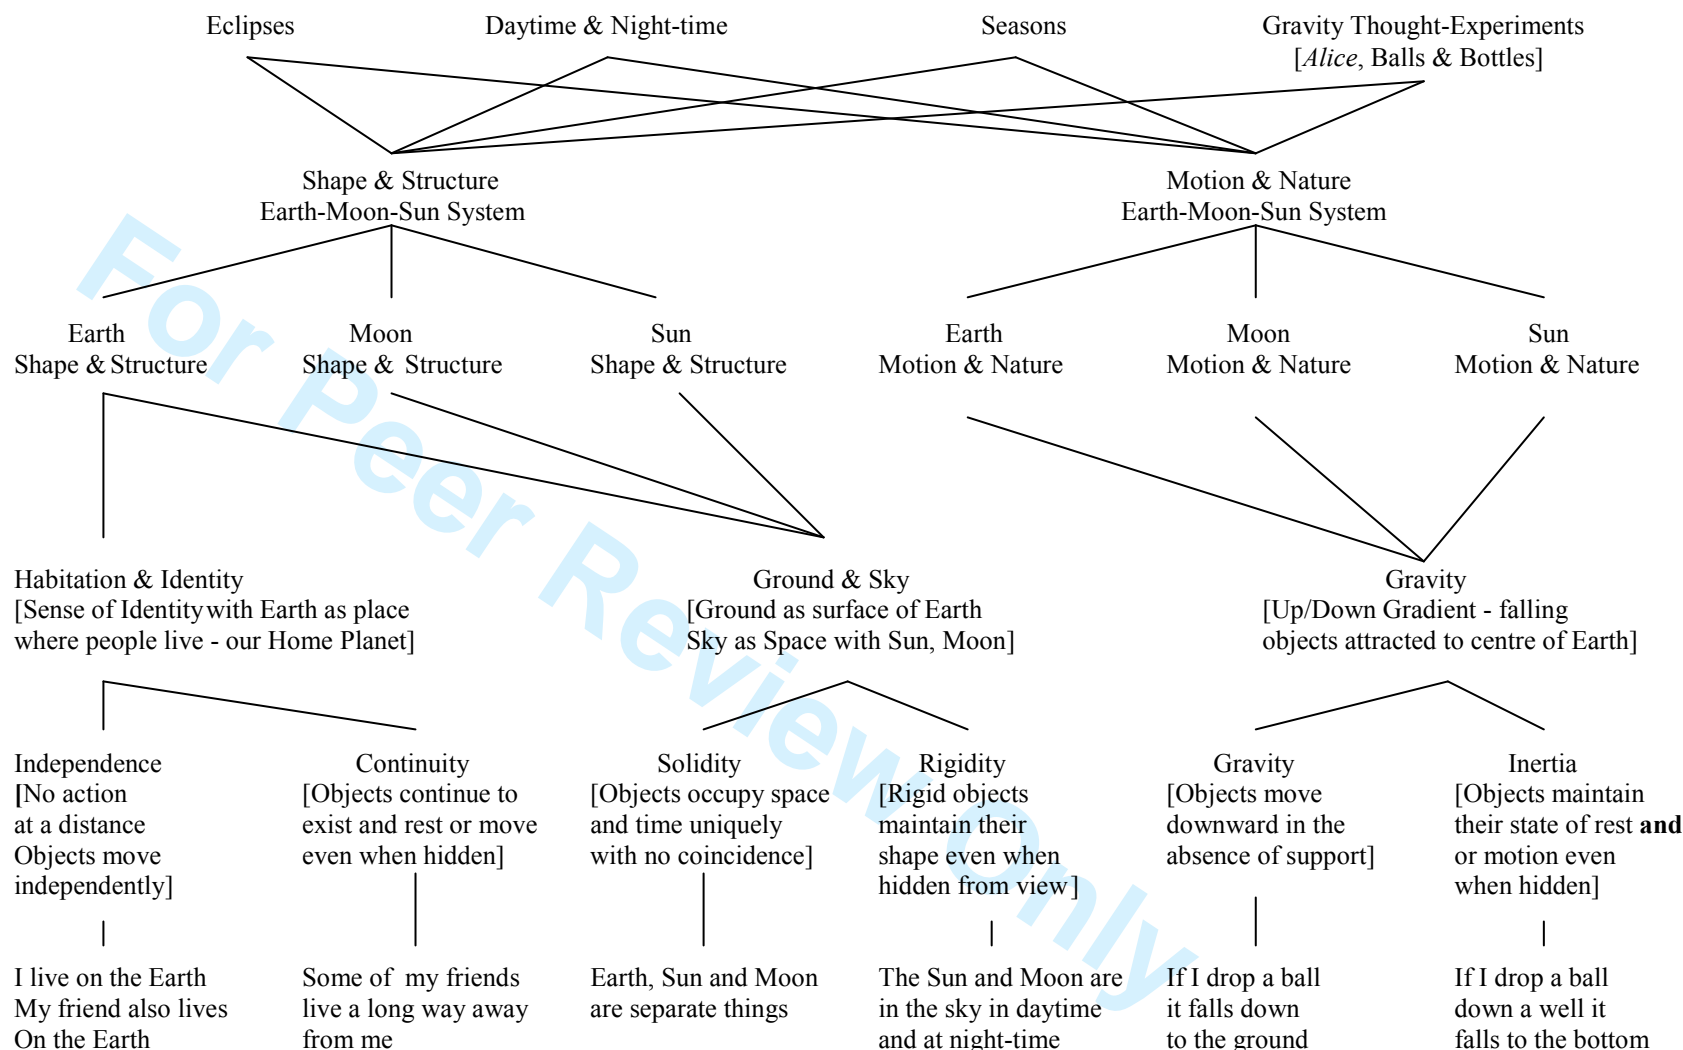 Eclipses
Daytime & Night-time
Seasons
Gravity Thought-Experiments
[Alice, Balls & Bottles]
Shape & Structure
Earth-Moon-Sun System
Motion & Nature
Earth-Moon-Sun System
Earth
Shape & Structure
Moon
Shape & Structure
Sun
Shape & Structure
Earth
Motion & Nature
Moon
Motion & Nature
Sun
Motion & Nature
Habitation & Identity
[Sense of Identity with Earth as place
where people live - our Home Planet]
Ground & Sky
[Ground as surface of Earth
Sky as Space with Sun, Moon]
Gravity
[Up/Down Gradient - falling
objects attracted to centre of Earth]
Independence
[No action
at a distance
Objects move
independently]
Continuity
[Objects continue to
exist and rest or move
even when hidden]
Solidity
[Objects occupy space
and time uniquely
with no coincidence]
Rigidity
[Rigid objects
maintain their
shape even when
hidden from view]
Gravity
[Objects move
downward in the
absence of support]
Inertia
[Objects maintain
their state of rest and
or motion even
when hidden]
I live on the Earth
My friend also lives
On the Earth
Some of my friends
live a long way away
from me
Earth, Sun and Moon
are separate things
The Sun and Moon are
in the sky in daytime
and at night-time
If I drop a ball
it falls down
to the ground
If I drop a ball
down a well it
falls to the bottom
For Peer Review Only